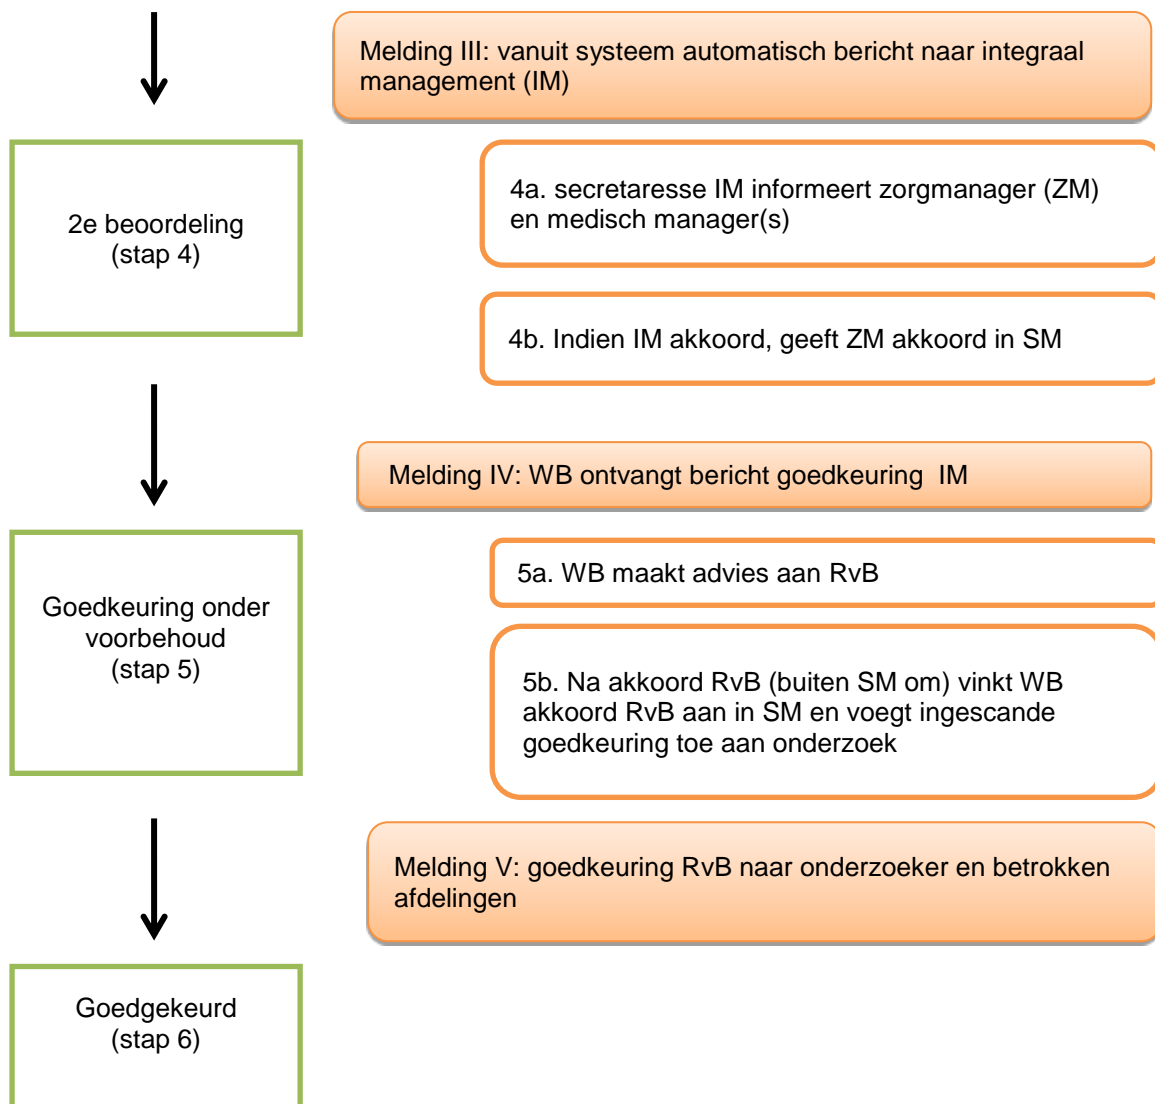 Melding III: vanuit systeem automatisch bericht naar integraal
management (IM)
2e beoordeling
(stap 4)
4a. secretaresse IM informeert zorgmanager (ZM)
en medisch manager(s)
4b. Indien IM akkoord, geeft ZM akkoord in SM
Melding IV: WB ontvangt bericht goedkeuring  IM
Goedkeuring onder
voorbehoud
(stap 5)
5a. WB maakt advies aan RvB
5b. Na akkoord RvB (buiten SM om) vinkt WB
akkoord RvB aan in SM en voegt ingescande
goedkeuring toe aan onderzoek
Melding V: goedkeuring RvB naar onderzoeker en betrokken
afdelingen
Goedgekeurd
(stap 6)